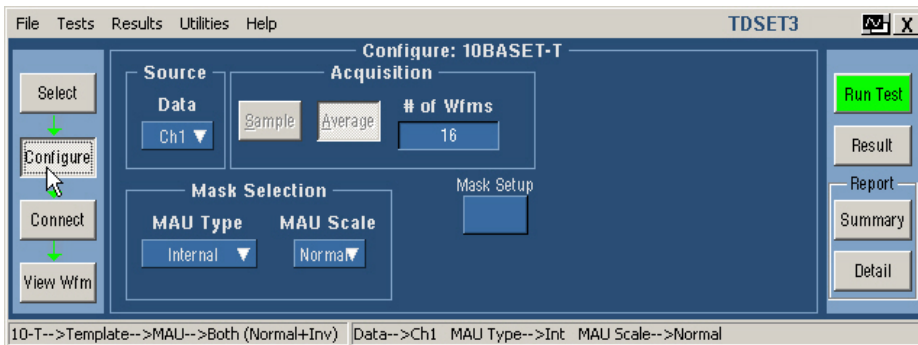 File Tests Results Utilities Help TDSET3 X
Configure: 10BASET-T
Source
Data
Ch1
Acquisition
Sample Average
# of Wfms
16
Mask Selection
MAU Type MAU Scale
Internal Normal
Mask Setup
Select
Configure
Connect
View Wfm
Run Test
Result
Report
Summary
Detail
10-T-->Template-->MAU-->Both (Normal+Inv) Data-->Ch1 MAU Type-->Int MAU Scale-->Normal